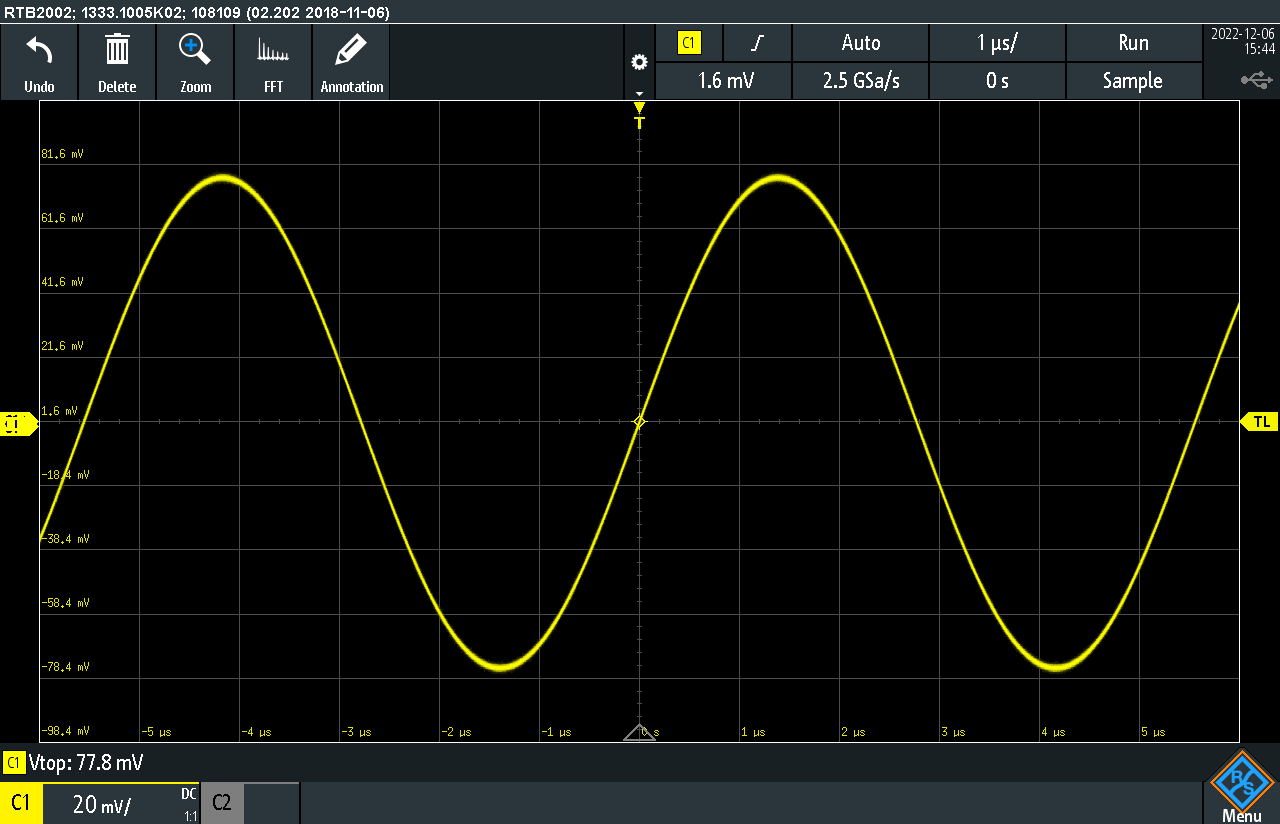 RTB2002; 1333.1005K02; 108109 (02.202 2018-11-06)
Undo Delete Zoom FFT Annotation
C1 Auto 1 µs/ Run
1.6 mV 2.5 GSa/s 0 s Sample
2022-12-06
15:44
T
81.6 mV
61.6 mV
41.6 mV
21.6 mV
1.6 mV
C1 TL
-18.4 mV
-38.4 mV
-58.4 mV
-78.4 mV
-98.4 mV
-5 µs -4 µs -3 µs -2 µs -1 µs 0 s 1 µs 2 µs 3 µs 4 µs 5 µs
C1 Vtop: 77.8 mV
C1 20 mV/ DC 1:1 C2
R S
Menu